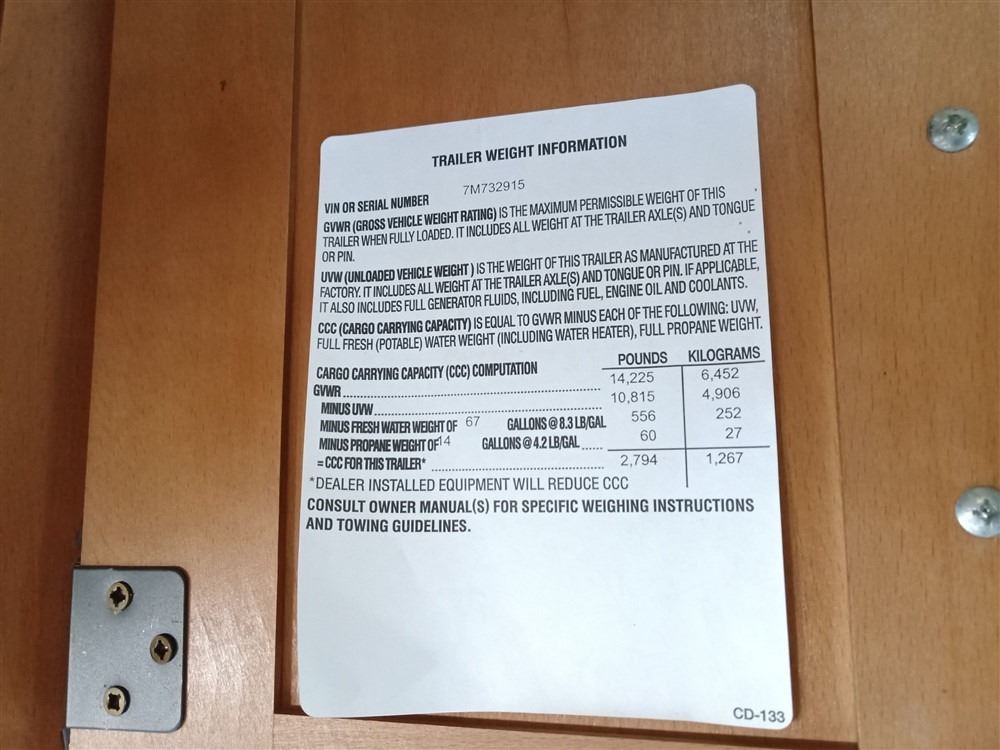 TRAILER WEIGHT INFORMATION
VIN OR SERIAL NUMBER 7M732915
GVWR (GROSS VEHICLE WEIGHT RATING) IS THE MAXIMUM PERMISSIBLE WEIGHT OF THIS
TRAILER WHEN FULLY LOADED. IT INCLUDES ALL WEIGHT AT THE TRAILER AXLE(S) AND TONGUE
OR PIN.
UVW (UNLOADED VEHICLE WEIGHT ) IS THE WEIGHT OF THIS TRAILER AS MANUFACTURED AT THE
FACTORY. IT INCLUDES ALL WEIGHT AT THE TRAILER AXLE(S) AND TONGUE OR PIN. IF APPLICABLE,
IT ALSO INCLUDES FULL GENERATOR FLUIDS, INCLUDING FUEL, ENGINE OIL AND COOLANTS.
CCC (CARGO CARRYING CAPACITY) IS EQUAL TO GVWR MINUS EACH OF THE FOLLOWING: UVW,
FULL FRESH (POTABLE) WATER WEIGHT (INCLUDING WATER HEATER), FULL PROPANE WEIGHT.
CARGO CARRYING CAPACITY (CCC) COMPUTATION POUNDS KILOGRAMS
GVWR 14,225 6,452
MINUS UVW 10,815 4,906
MINUS FRESH WATER WEIGHT OF 67 GALLONS @ 8.3 LB/GAL 556 252
MINUS PROPANE WEIGHT OF 14 GALLONS @ 4.2 LB/GAL 60 27
= CCC FOR THIS TRAILER* 2,794 1,267
*DEALER INSTALLED EQUIPMENT WILL REDUCE CCC
CONSULT OWNER MANUAL(S) FOR SPECIFIC WEIGHING INSTRUCTIONS
AND TOWING GUIDELINES.
CD-133